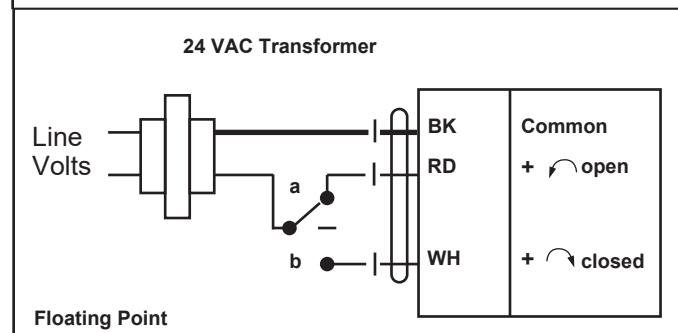 24 VAC Transformer
Line
Volts
BK Common
RD + open
a
b
WH + closed
Floating Point